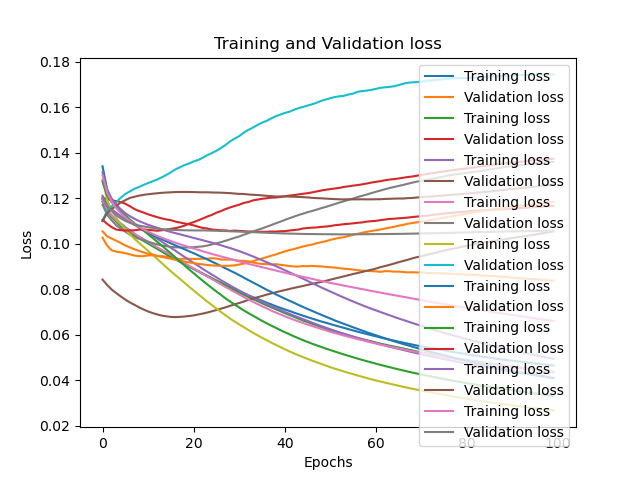 Training and Validation loss
0.18
0.16
0.14
0.12
0.10
0.08
0.06
0.04
0.02
Loss
0
20
40
60
80
100
Epochs
Training loss
Validation loss
Training loss
Validation loss
Training loss
Validation loss
Training loss
Validation loss
Training loss
Validation loss
Training loss
Validation loss
Training loss
Validation loss
Training loss
Validation loss
Training loss
Validation loss